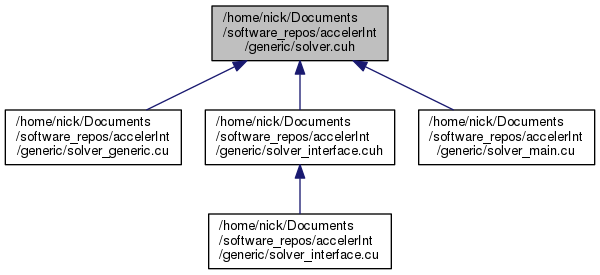 /home/nick/Documents
/software_repos/accelerInt
/generic/solver.cuh
/home/nick/Documents
/software_repos/accelerInt
/generic/solver_generic.cu
/home/nick/Documents
/software_repos/accelerInt
/generic/solver_interface.cuh
/home/nick/Documents
/software_repos/accelerInt
/generic/solver_main.cu
/home/nick/Documents
/software_repos/accelerInt
/generic/solver_interface.cu